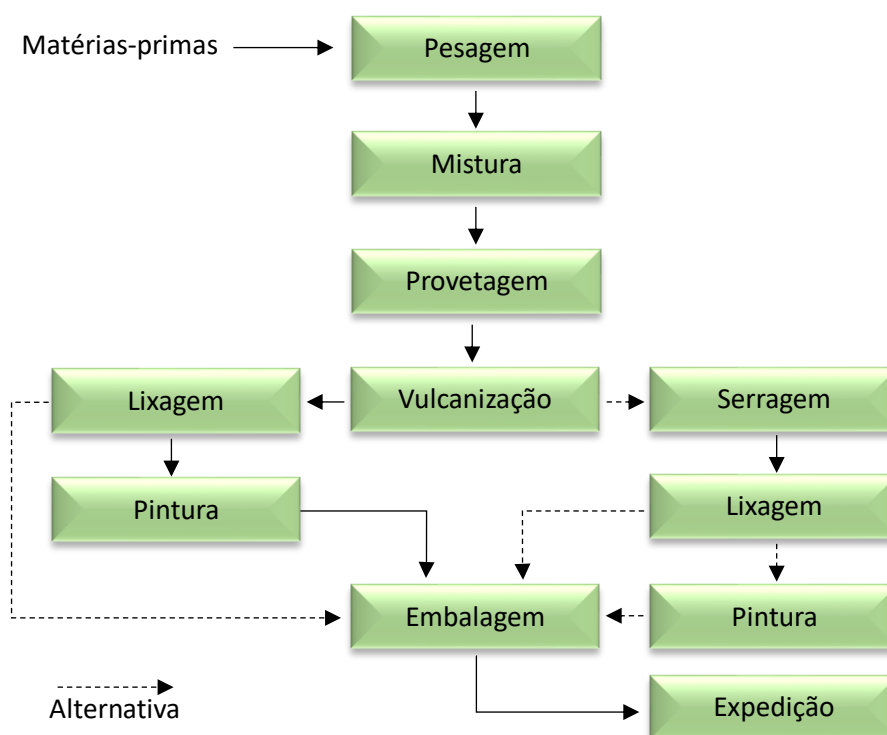 Matérias-primas
Pesagem
Mistura
Provetagem
Lixagem
Vulcanização
Serragem
Pintura
Lixagem
Embalagem
Pintura
Alternativa
Expedição